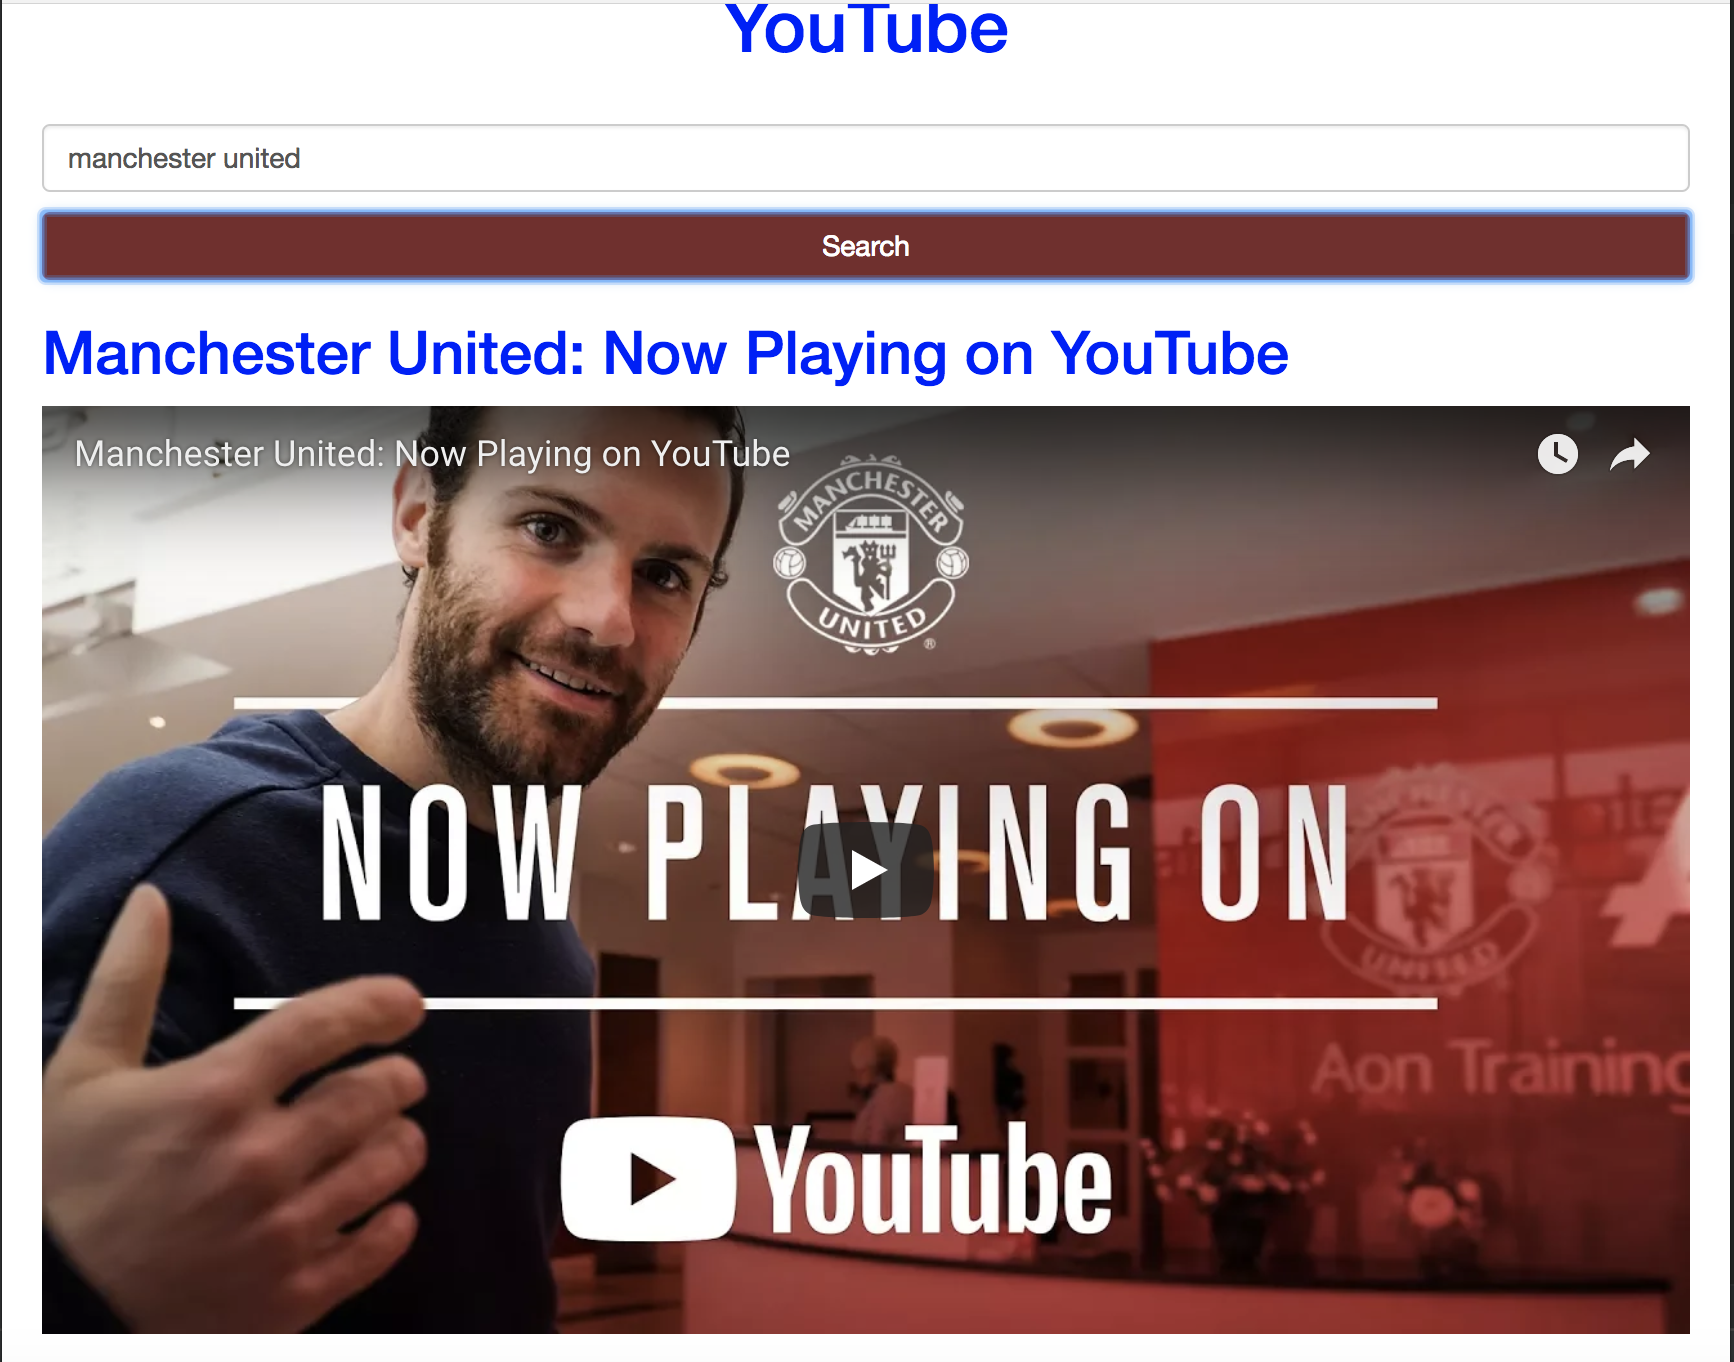 YouTube
manchester united
Search
Manchester United: Now Playing on YouTube
Manchester United: Now Playing on YouTube
MANCHESTER
UNITED
®
NOW PLAYING ON
UNITED
Aon Training
YouTube